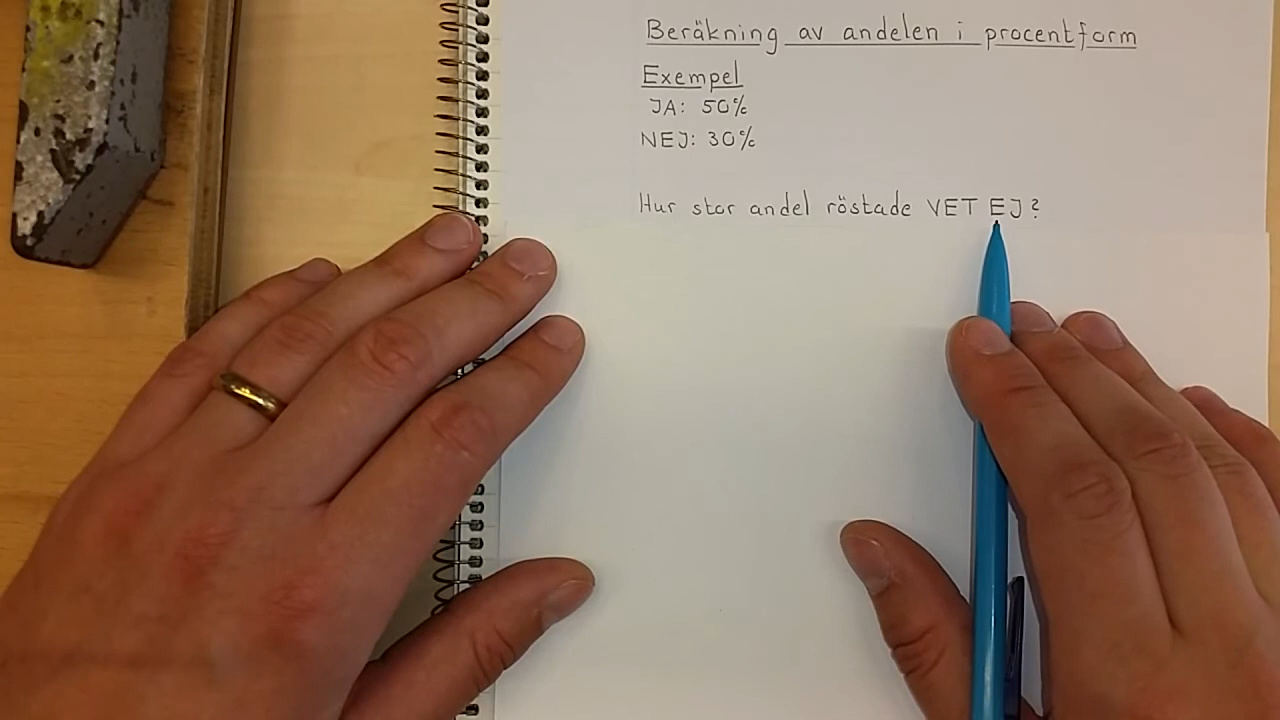 Beräkning av andelen i procentform
Exempel
JA: 50%
NEJ: 30%
Hur stor andel röstade VET EJ?